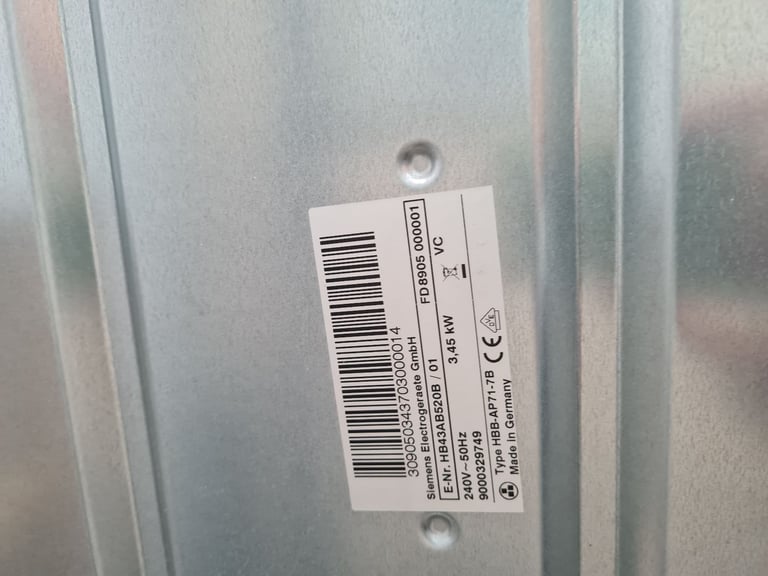 309050343703000014
Siemens Electrogeraete GmbH
E-Nr. HB43AB520B / 01 FD 8905 000001
240V~50Hz 3,45 kW VC
9000329749
Type HBB-AP71-7B CE
Made In Germany